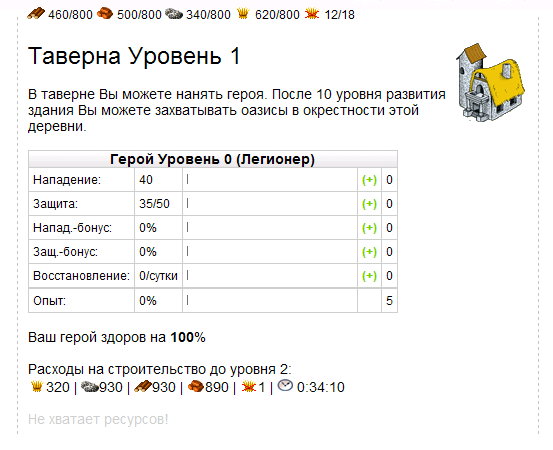 460/800 500/800 340/800 620/800 12/18
Таверна Уровень 1
В таверне Вы можете нанять героя. После 10 уровня развития
здания Вы можете захватывать оазисы в окрестности этой
деревни.
Герой Уровень 0 (Легионер)
Нападение: 40 (+) 0
Защита: 35/50 (+) 0
Напад.-бонус: 0% (+) 0
Защ.-бонус: 0% (+) 0
Восстановление: 0/сутки (+) 0
Опыт: 0% 5
Ваш герой здоров на 100%
Расходы на строительство до уровня 2:
320 | 930 | 930 | 890 | 1 | 0:34:10
Не хватает ресурсов!